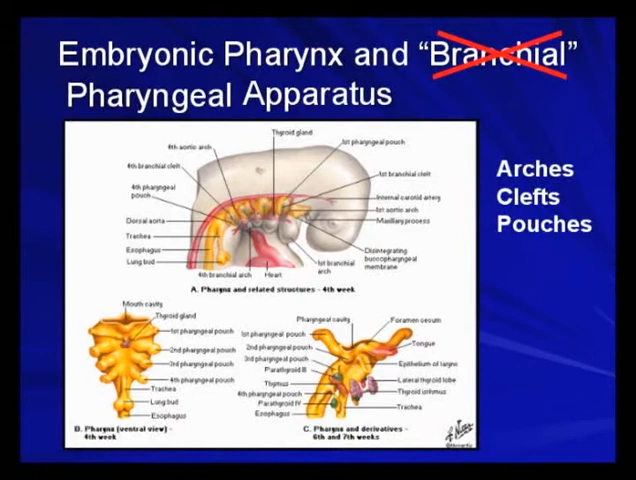 Embryonic Pharynx and “Branchial”
Pharyngeal Apparatus
Arches
Clefts
Pouches
Thyroid gland
4th aortic arch
1st pharyngeal pouch
4th branchial cleft
1st branchial cleft
4th pharyngeal
pouch
Internal carotid artery
1st aortic arch
Dorsal aorta
Maxillary process
Trachea
Esophagus
Disintegrating
buccopharyngeal
membrane
Lung bud
1st branchial
arch
4th branchial arch
Heart
A. Pharynx and related structures - 4th week
Mouth cavity
Thyroid gland
1st pharyngeal pouch
2nd pharyngeal pouch
3rd pharyngeal pouch
4th pharyngeal pouch
Trachea
Lung bud
Esophagus
B. Pharynx (ventral view) -
4th week
Pharyngeal cavity
Foramen cecum
1st pharyngeal pouch
Tongue
2nd pharyngeal pouch
3rd pharyngeal pouch
Epithelium of larynx
Parathyroid III
Lateral thyroid lobe
Thymus
Thyroid isthmus
4th pharyngeal pouch
Parathyroid IV
Trachea
Esophagus
C. Pharynx and derivatives -
6th and 7th weeks